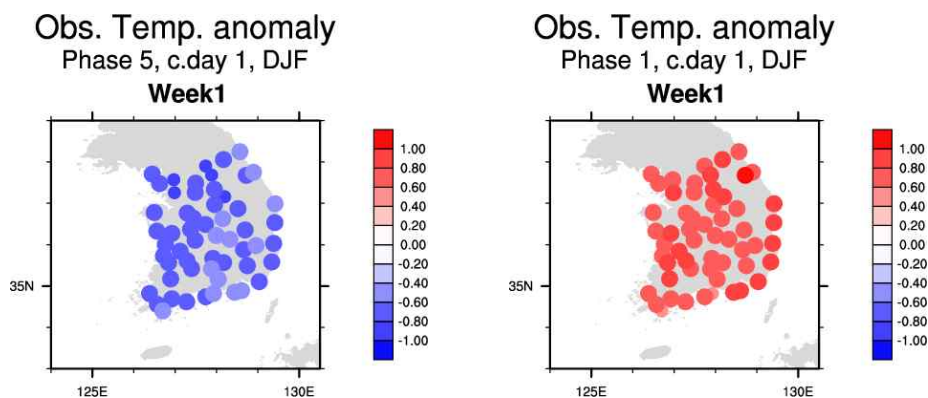 Obs. Temp. anomaly
Phase 5, c.day 1, DJF
Week1
35N
125E
130E
1.00
0.80
0.60
0.40
0.20
0.00
-0.20
-0.40
-0.60
-0.80
-1.00
Obs. Temp. anomaly
Phase 1, c.day 1, DJF
Week1
35N
125E
130E
1.00
0.80
0.60
0.40
0.20
0.00
-0.20
-0.40
-0.60
-0.80
-1.00